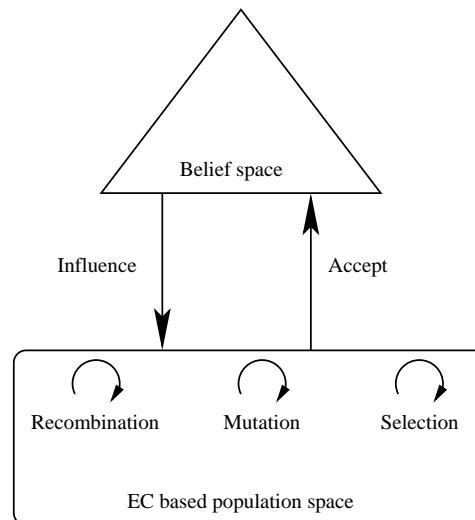 Belief space
Influence
Accept
Recombination
Mutation
Selection
EC based population space